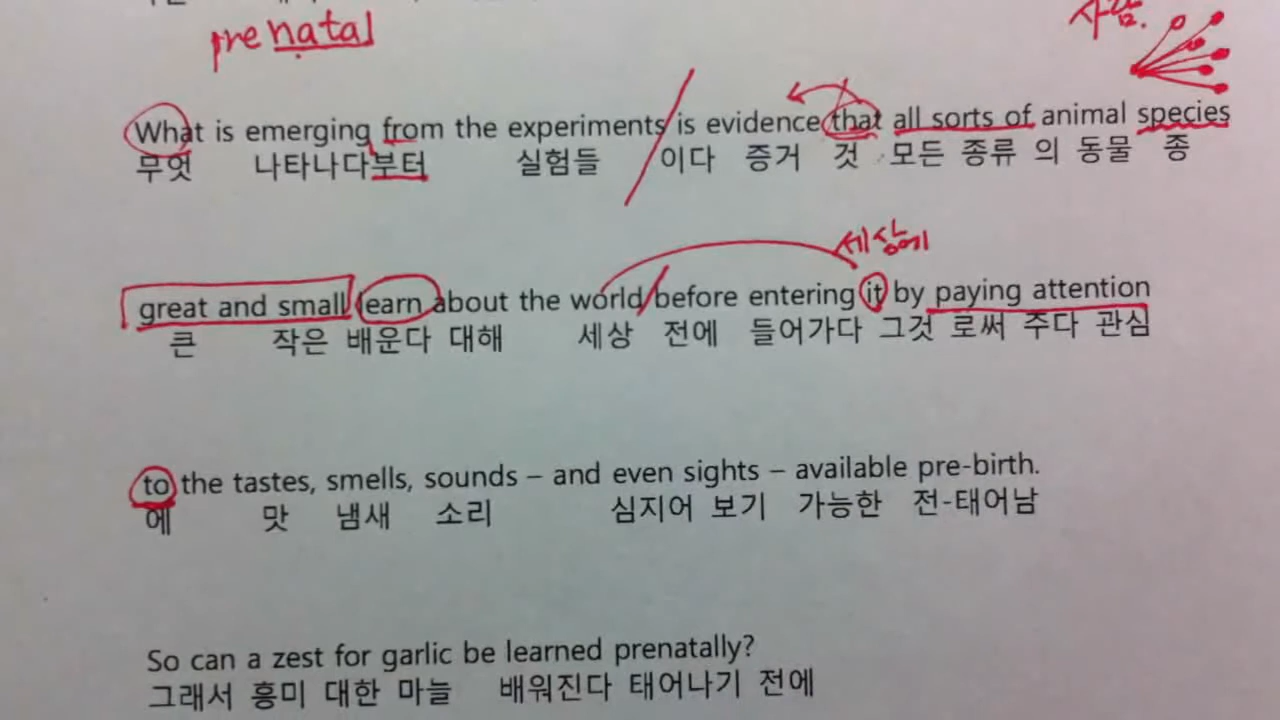 prenatal
사람.
What is emerging from the experiments is evidence that all sorts of animal species
무엇 나타나다부터 실험들 이다 증거 것 모든 종류 의 동물 종
세상에
great and small learn about the world before entering it by paying attention
큰 작은 배운다 대해 세상 전에 들어가다 그것 로써 주다 관심
to the tastes, smells, sounds – and even sights – available pre-birth.
에 맛 냄새 소리 심지어 보기 가능한 전-태어남
So can a zest for garlic be learned prenatally?
그래서 흥미 대한 마늘 배워진다 태어나기 전에